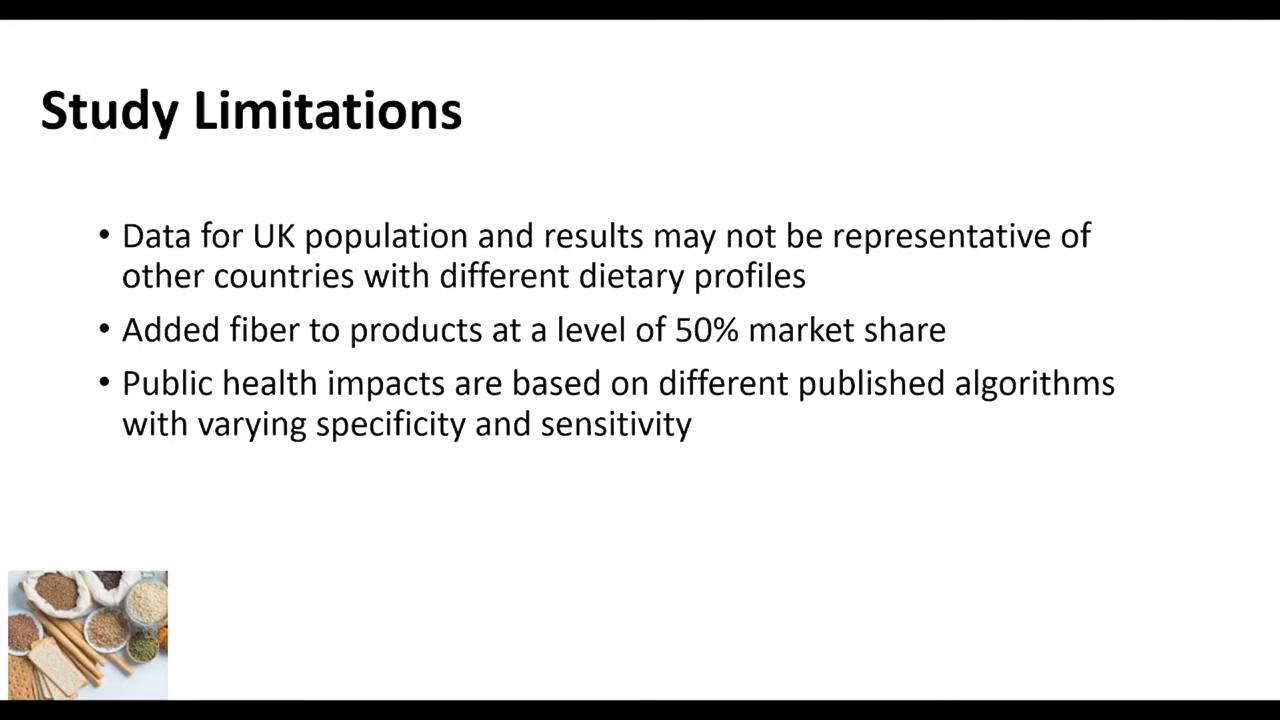 Study Limitations
• Data for UK population and results may not be representative of
other countries with different dietary profiles
• Added fiber to products at a level of 50% market share
• Public health impacts are based on different published algorithms
with varying specificity and sensitivity